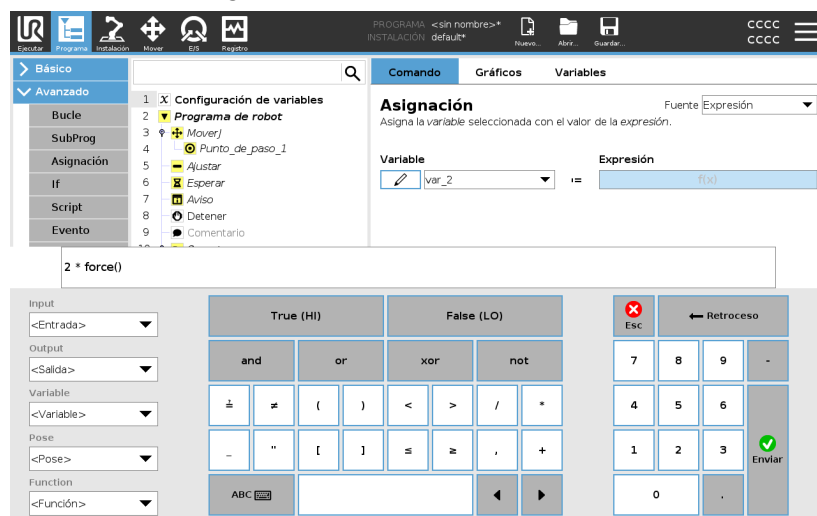 PROGRAMA <sin nombre>*
INSTALACIÓN default*
Ejecutar Programa Instalación Mover E/S Registro Nuevo... Abrir... Guardar...
CCCC
CCCC
Básico
Avanzado
Bucle
SubProg
Asignación
If
Script
Evento
1 X Configuración de variables
2 Programa de robot
3 MoverJ
4 Punto_de_paso_1
5 Ajustar
6 Esperar
7 Aviso
8 Detener
9 Comentario
Comando Gráficos Variables
Asignación Fuente Expresión
Asigna la variable seleccionada con el valor de la expresión.
Variable Expresión
var_2 := f(x)
2 * force()
Input
<Entrada>
Output
<Salida>
Variable
<Variable>
Pose
<Pose>
Function
<Función>
True (HI) False (LO)
and or xor not
≟ ≠ ( ) < > / *
_ " [ ] ≤ ≥ , +
ABC
Esc Retroceso
7 8 9 -
4 5 6
1 2 3 Enviar
0 .